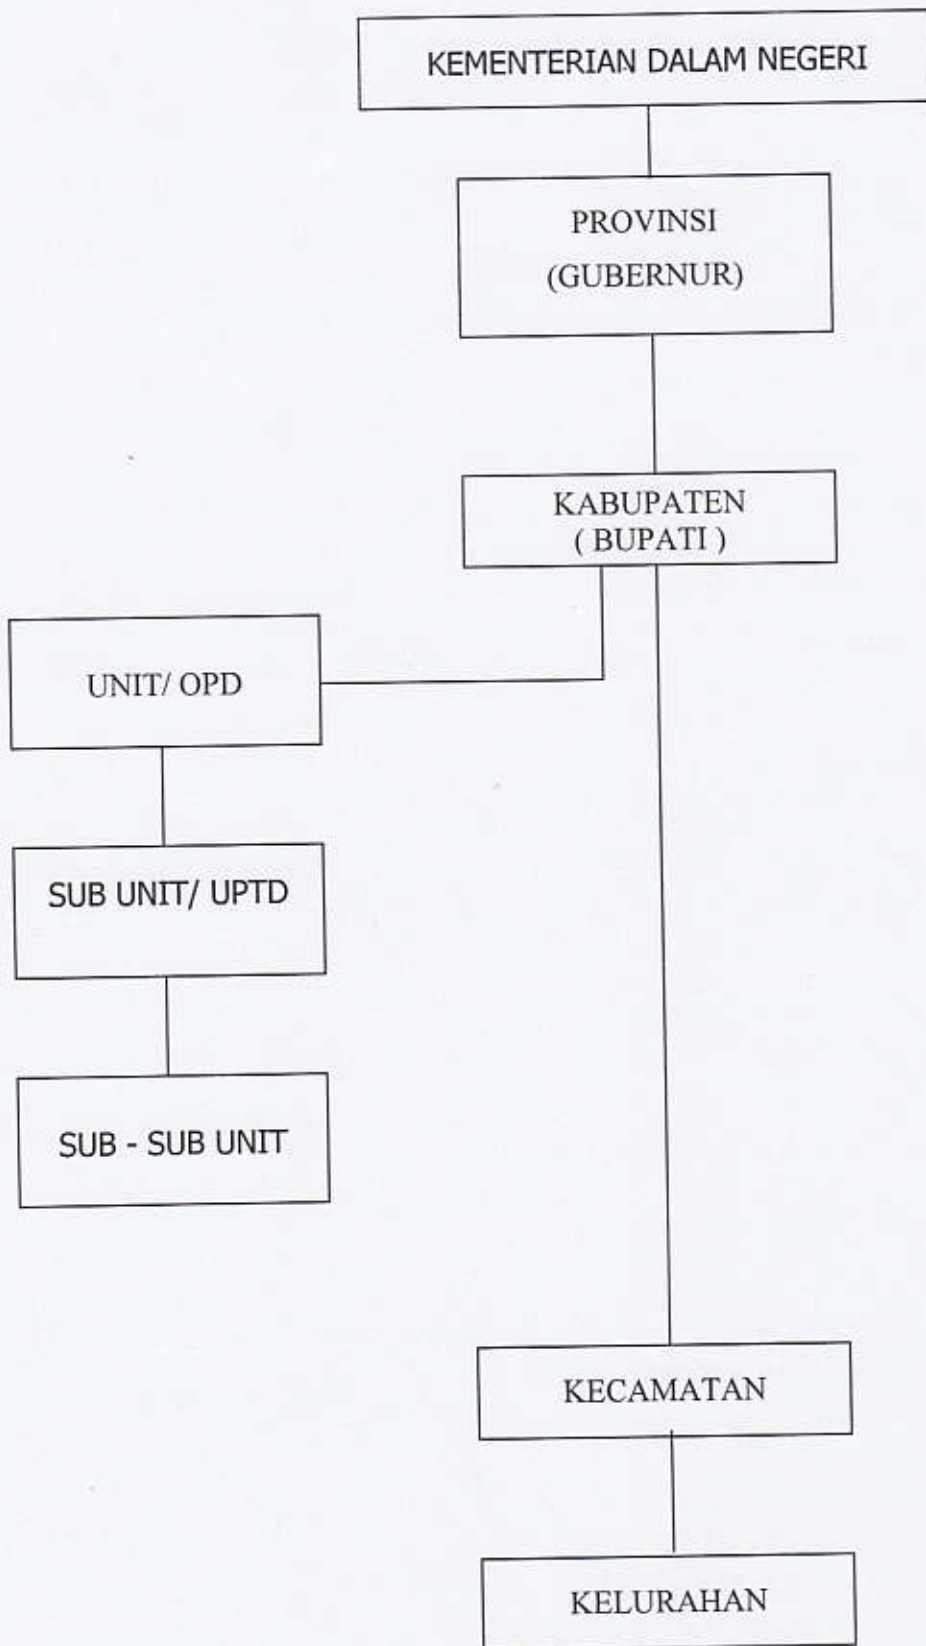 KEMENTERIAN DALAM NEGERI
PROVINSI
(GUBERNUR)
KABUPATEN
( BUPATI )
UNIT/ OPD
SUB UNIT/ UPTD
SUB - SUB UNIT
KECAMATAN
KELURAHAN